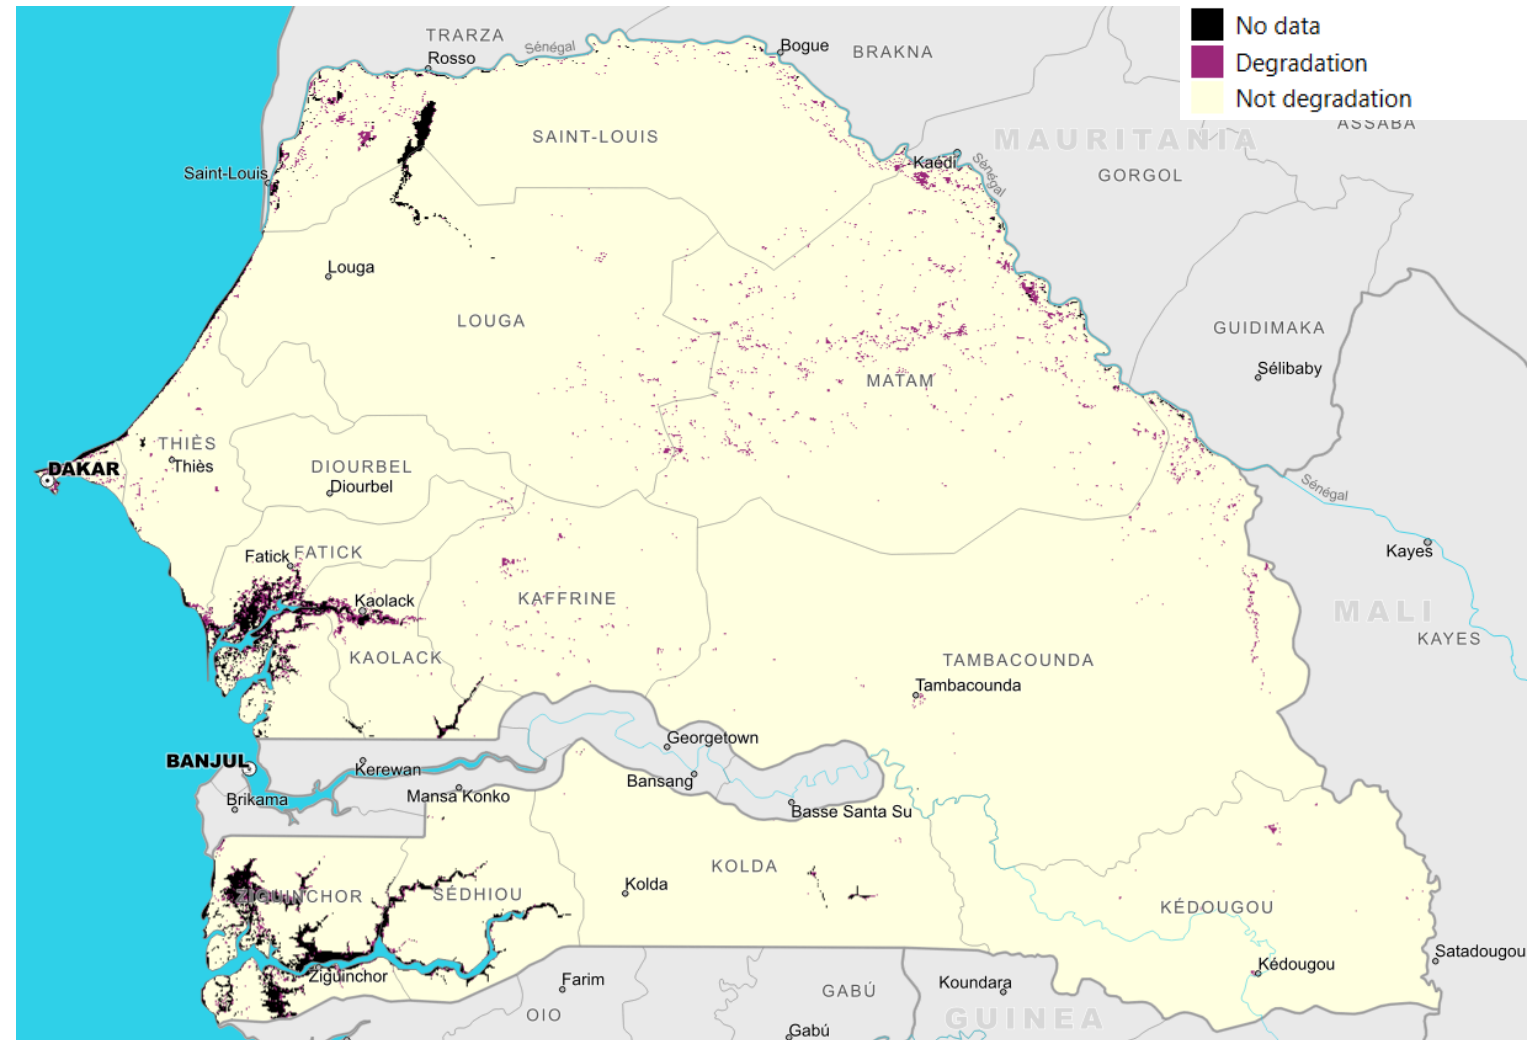 No data
Degradation
Not degradation
TRARZA
Rosso
Sénégal
Bogue
BRAKNA
ASSABA
SAINT-LOUIS
MAURITANIA
Kaédi
Sénégal
GORGOL
Saint-Louis
Louga
LOUGA
GUIDIMAKA
Sélibaby
MATAM
THIÈS
Thiès
DAKAR
DIOURBEL
Diourbel
Sénégal
Kayes
Fatick
FATICK
Kaolack
KAFFRINE
MALI
KAYES
KAOLACK
TAMBACOUNDA
Tambacounda
Georgetown
BANJUL
Kerewan
Bansang
Brikama
Mansa Konko
Basse Santa Su
KOLDA
Kolda
ZIGUINCHOR
SÉDHIOU
KÉDOUGOU
Satadougou
Kédougou
Ziguinchor
Farim
Koundara
GABÚ
OIO
GUINEA
Gabú